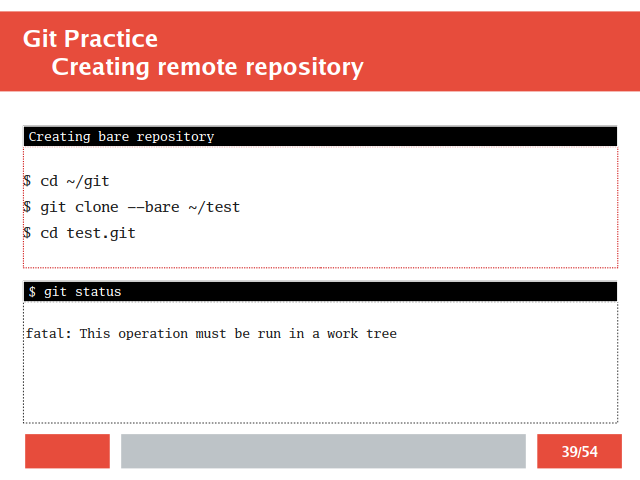 Git Practice
Creating remote repository
Creating bare repository
$ cd ~/git
$ git clone --bare ~/test
$ cd test.git
$ git status
fatal: This operation must be run in a work tree
39/54